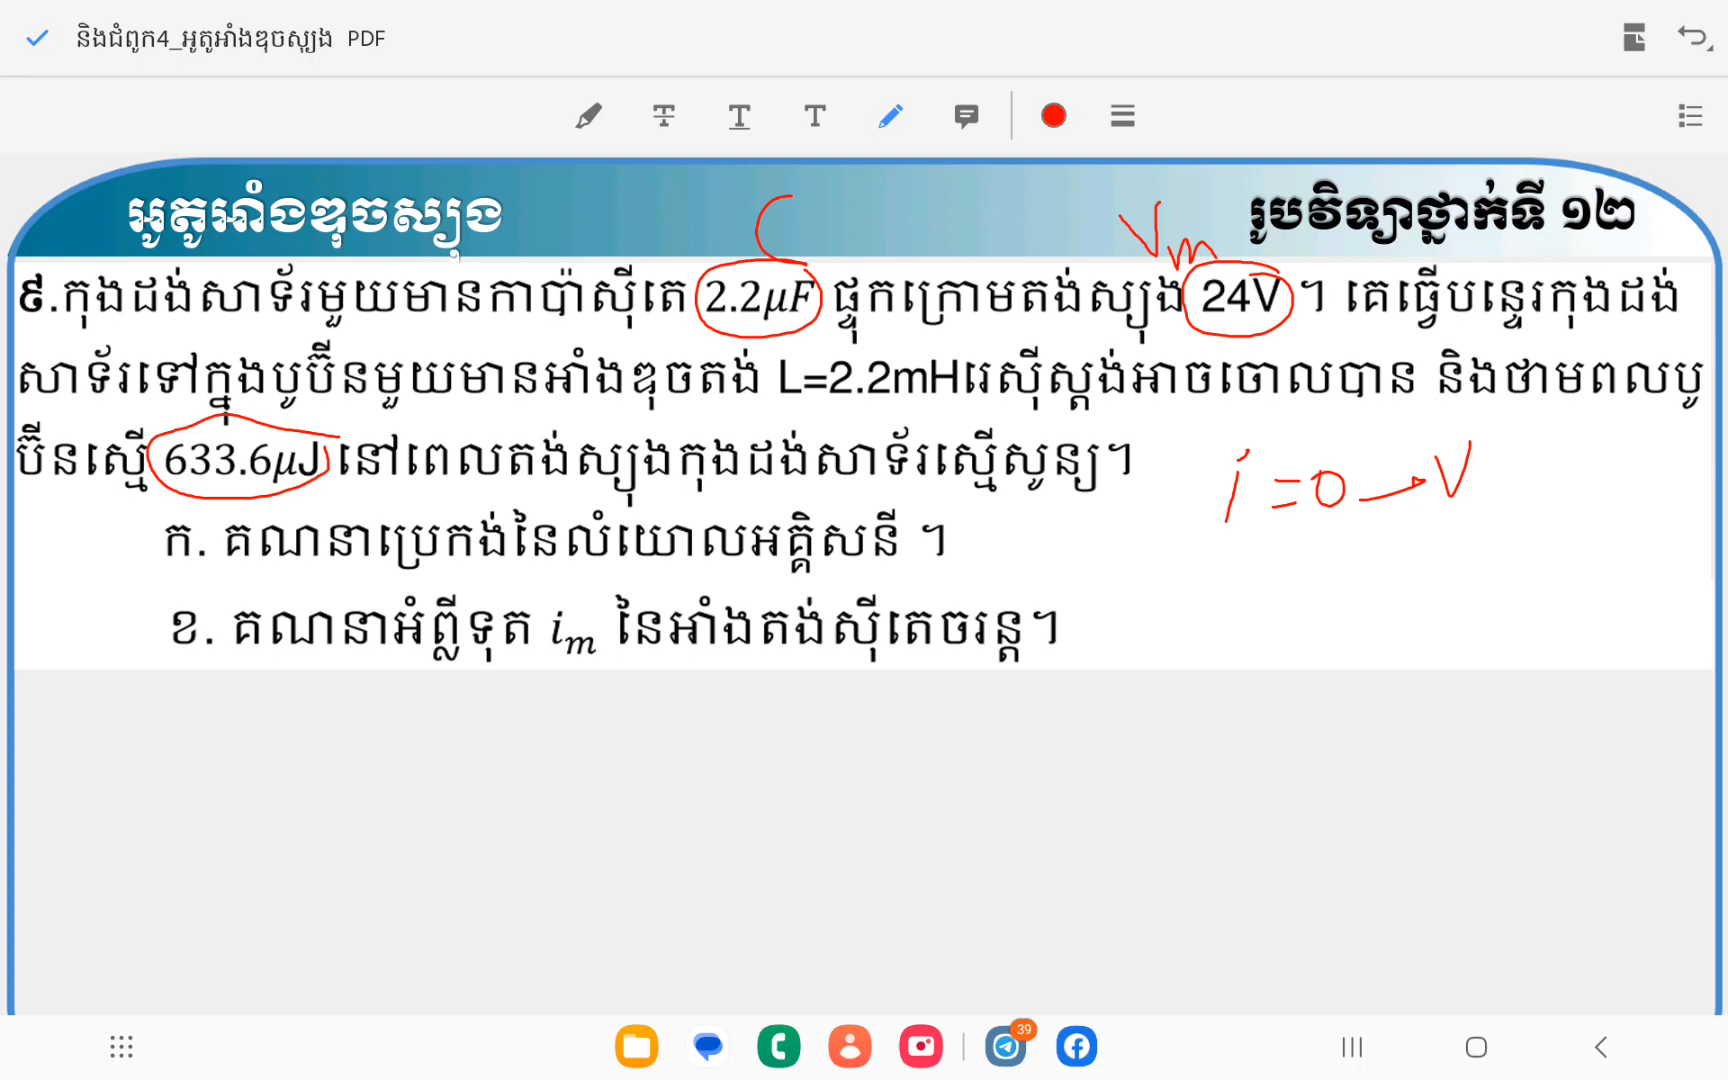 និងជំពូក4_អូតូអាំងឌុចស្យុង PDF
អូតូអាំងឌុចស្យុង
រូបវិទ្យាថ្នាក់ទី ១២
C
Vm
៩.កុងដង់សាទ័រមួយមានកាប៉ាស៊ីតេ 2.2μF ផ្ទុកក្រោមតង់ស្យុង 24V ។ គេធ្វើបន្ទេរកុងដង់
សាទ័រទៅក្នុងបូប៊ីនមួយមានអាំងឌុចតង់ L=2.2mHរេស៊ីស្តង់អាចចោលបាន និងថាមពលបូ
ប៊ីនស្មើ 633.6μJ នៅពេលតង់ស្យុងកុងដង់សាទ័រស្មើសូន្យ។
i = 0 → V
ក. គណនាប្រេកង់នៃលំយោលអគ្គិសនី ។
ខ. គណនាអំព្លីទុត im នៃអាំងតង់ស៊ីតេចរន្ត។
39